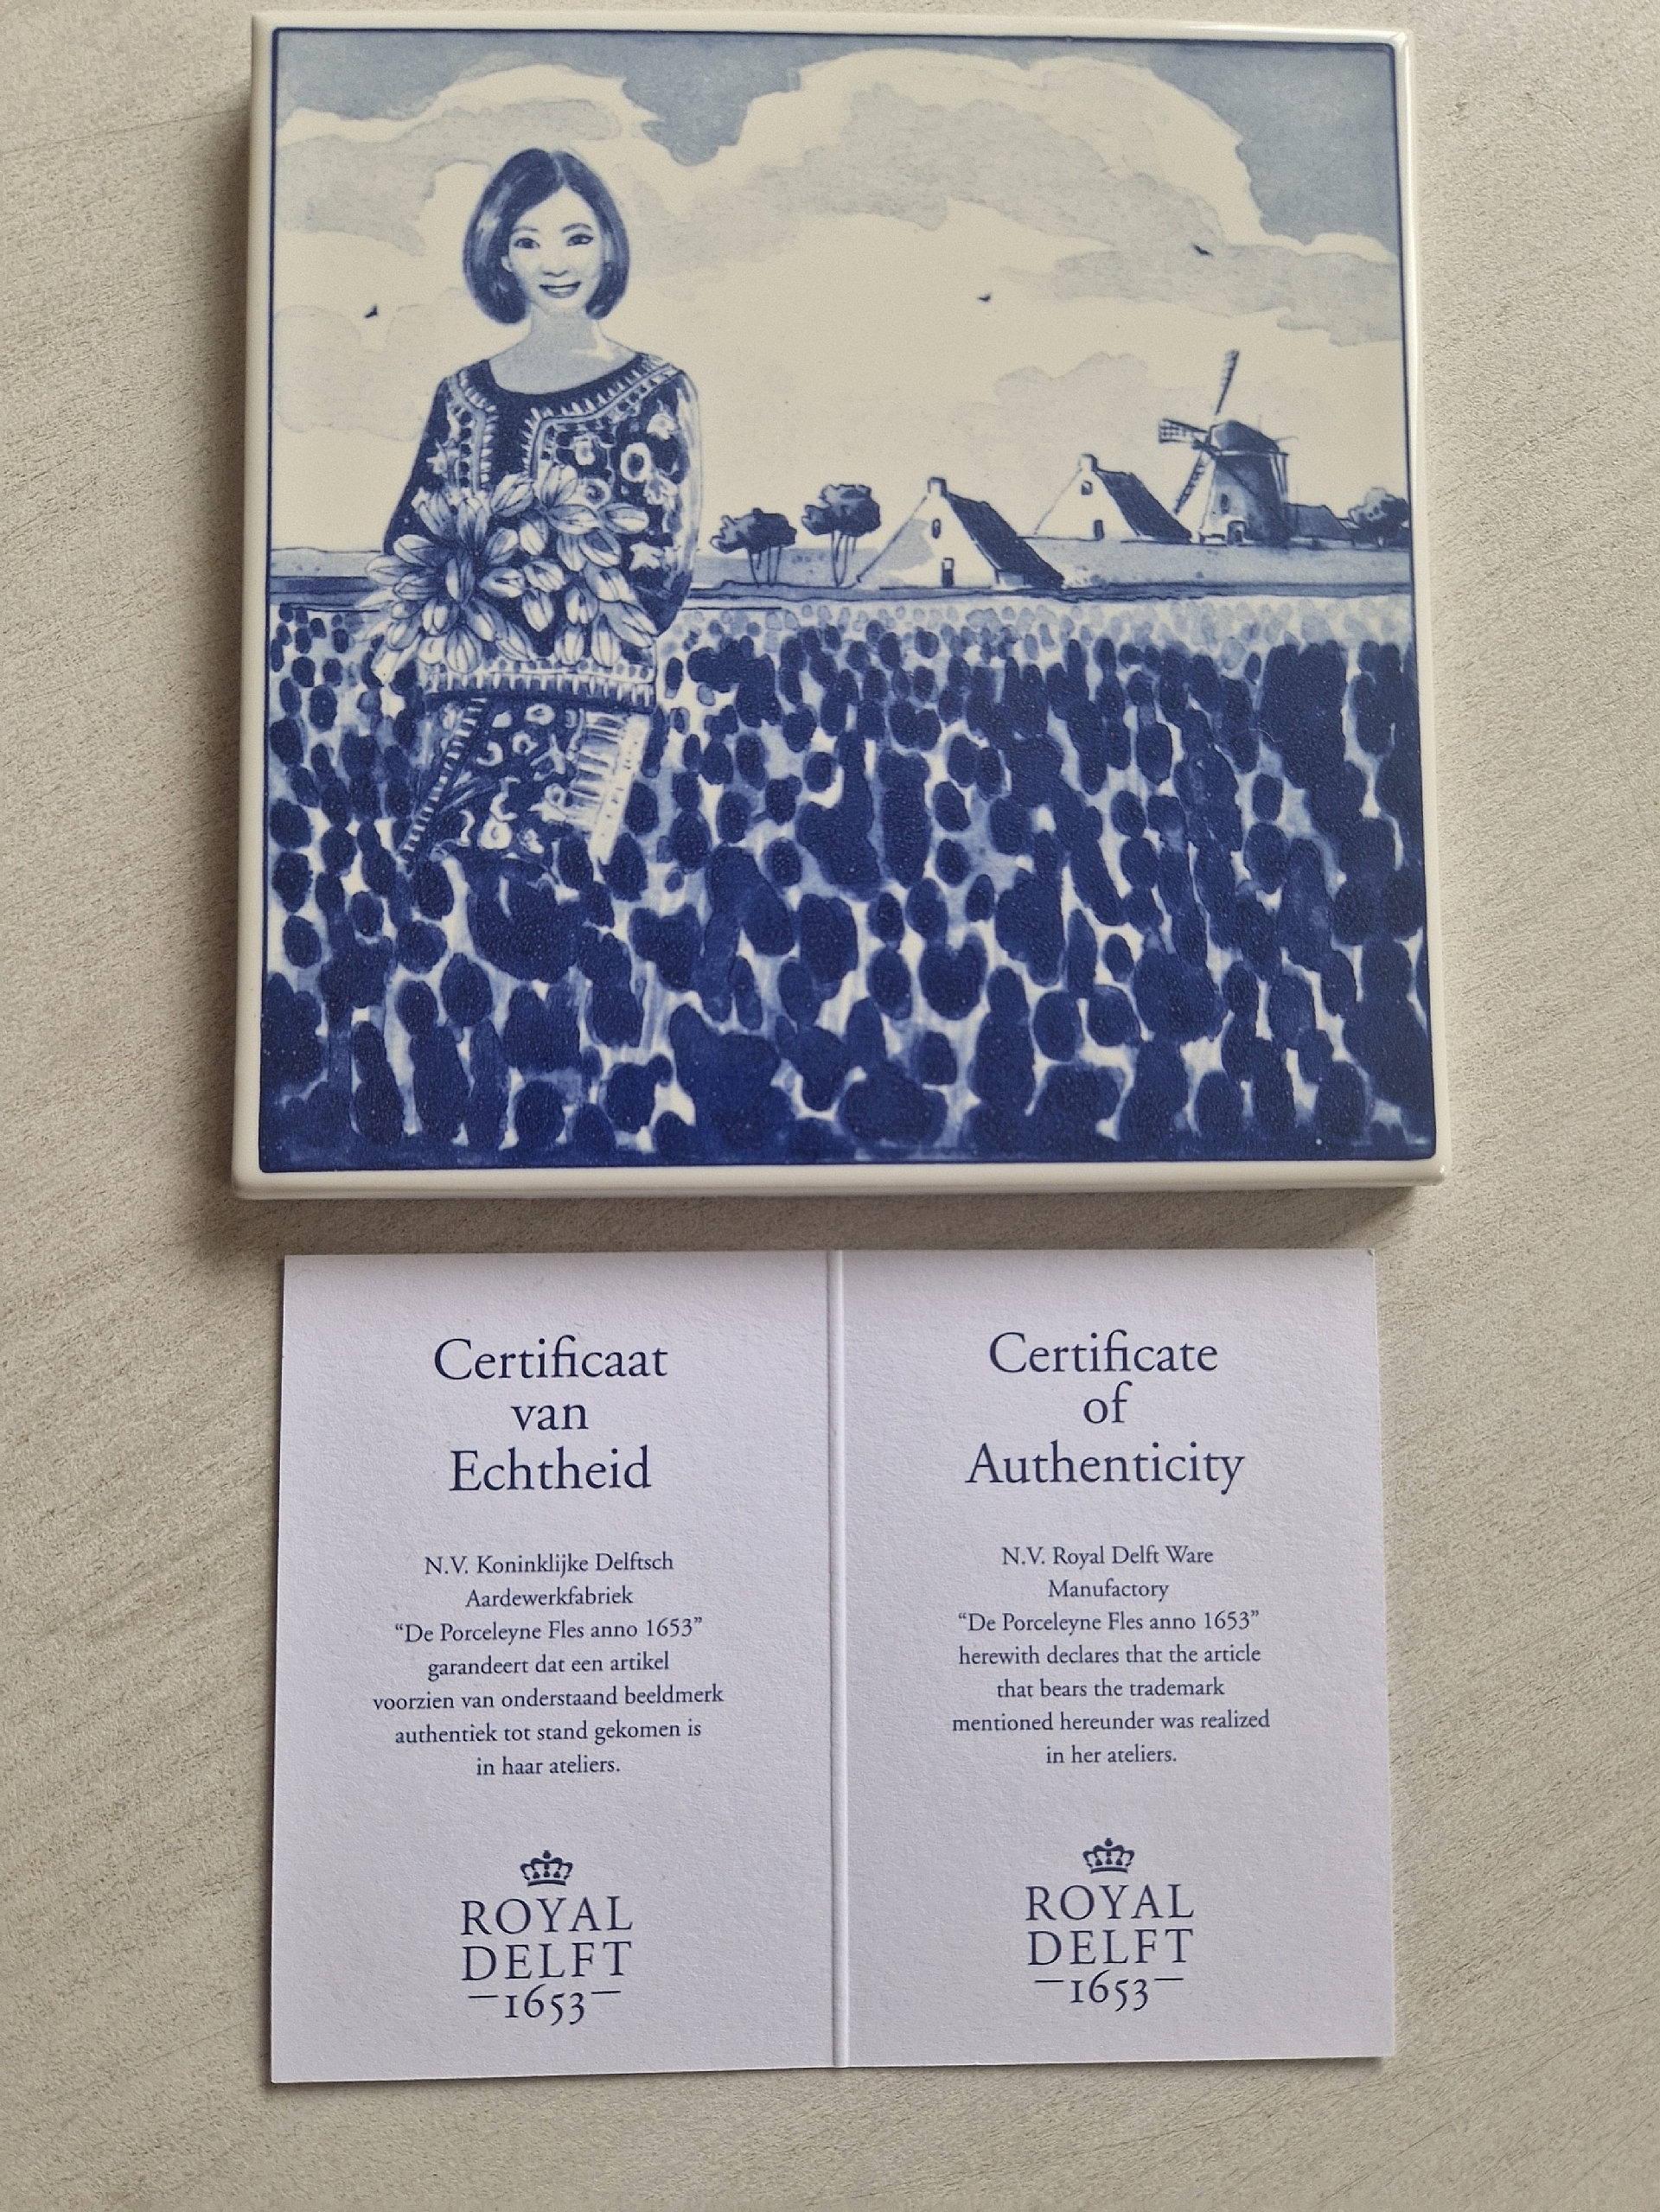 Certificaat
van
Echtheid
N.V. Koninklijke Delftsch
Aardewerkfabriek
“De Porceleyne Fles anno 1653”
garandeert dat een artikel
voorzien van onderstaand beeldmerk
authentiek tot stand gekomen is
in haar ateliers.
ROYAL
DELFT
1653
Certificate
of
Authenticity
N.V. Royal Delft Ware
Manufactory
“De Porceleyne Fles anno 1653”
herewith declares that the article
that bears the trademark
mentioned hereunder was realized
in her ateliers.
ROYAL
DELFT
1653